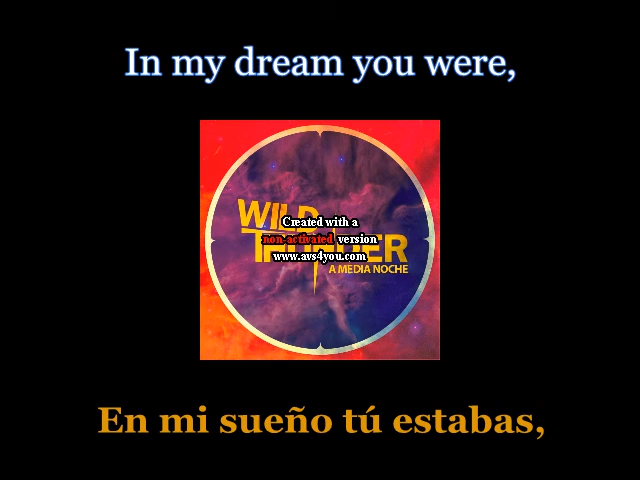 In my dream you were,
WILD
Created with a
non-activated version
www.avs4you.com
A MEDIA NOCHE
En mi sueño tú estabas,